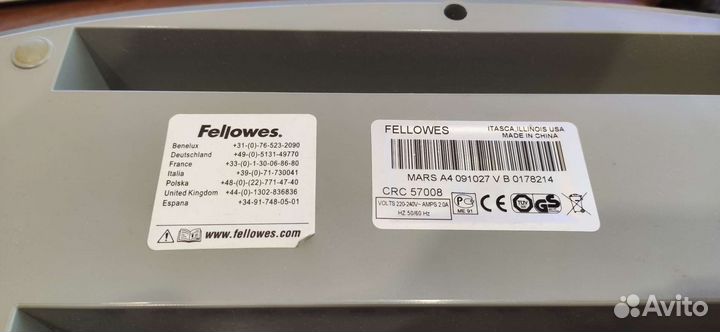 Fellowes.
Benelux +31-(0)-76-523-2090
Deutschland +49-(0)-5131-49770
France +33-(0)-1-30-06-86-80
Italia +39-(0)-71-730041
Polska +48-(0)-(22)-771-47-40
United Kingdom +44-(0)-1302-836836
Espana +34-91-748-05-01
www.fellowes.com
FELLOWES ITASCA, ILLINOIS USA
MADE IN CHINA
MARS A4 091027 V B 0178214
CRC 57008
VOLTS 220-240V~ AMPS 2.0A
HZ 50/60 Hz
ME 91
CE
TUV
GS
Avito